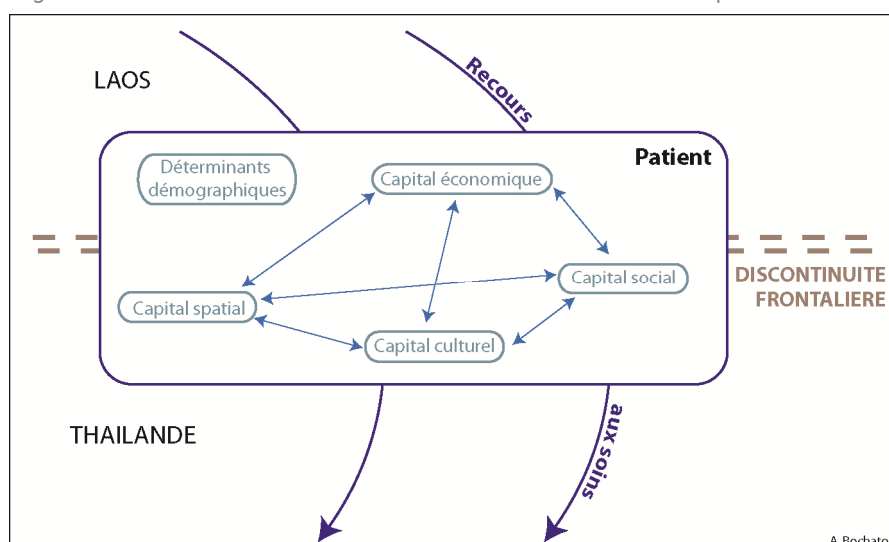 LAOS
Recours
Patient
Déterminants
démographiques
Capital économique
Capital social
DISCONTINUITE
FRONTALIERE
Capital spatial
Capital culturel
THAILANDE
aux soins